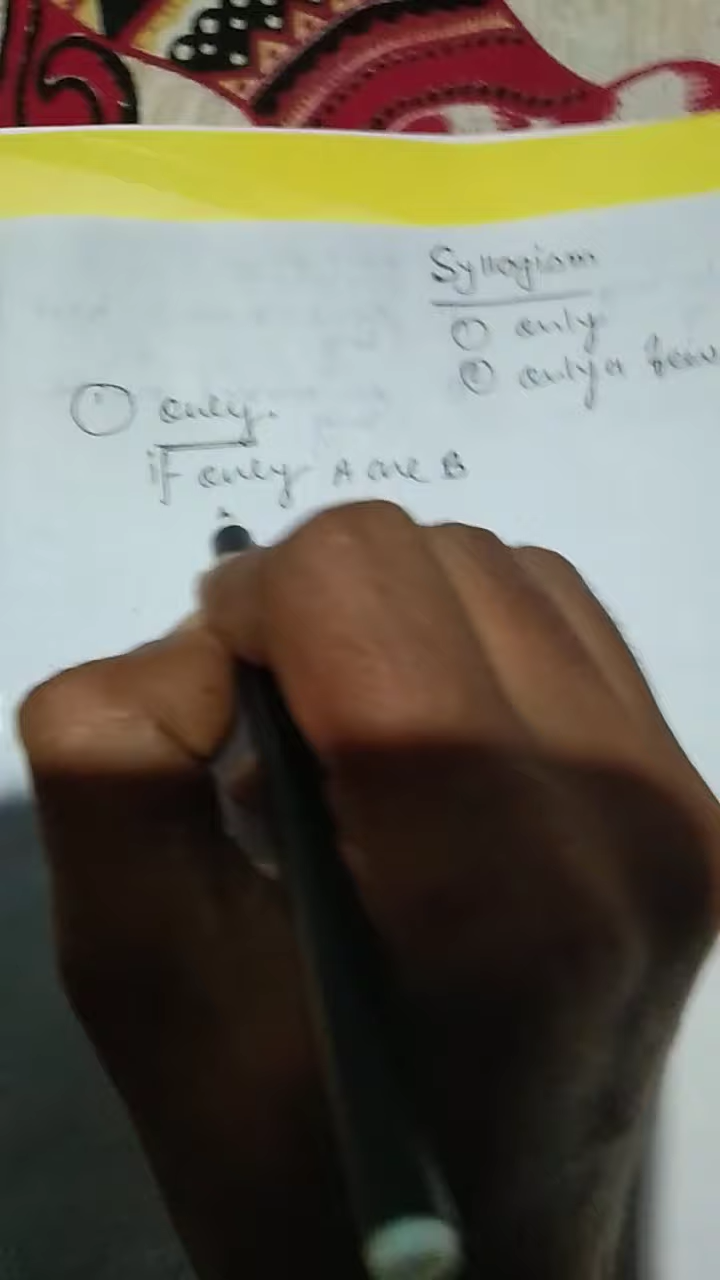 Syllogism
① only
② only a few
① only.
if only A are B